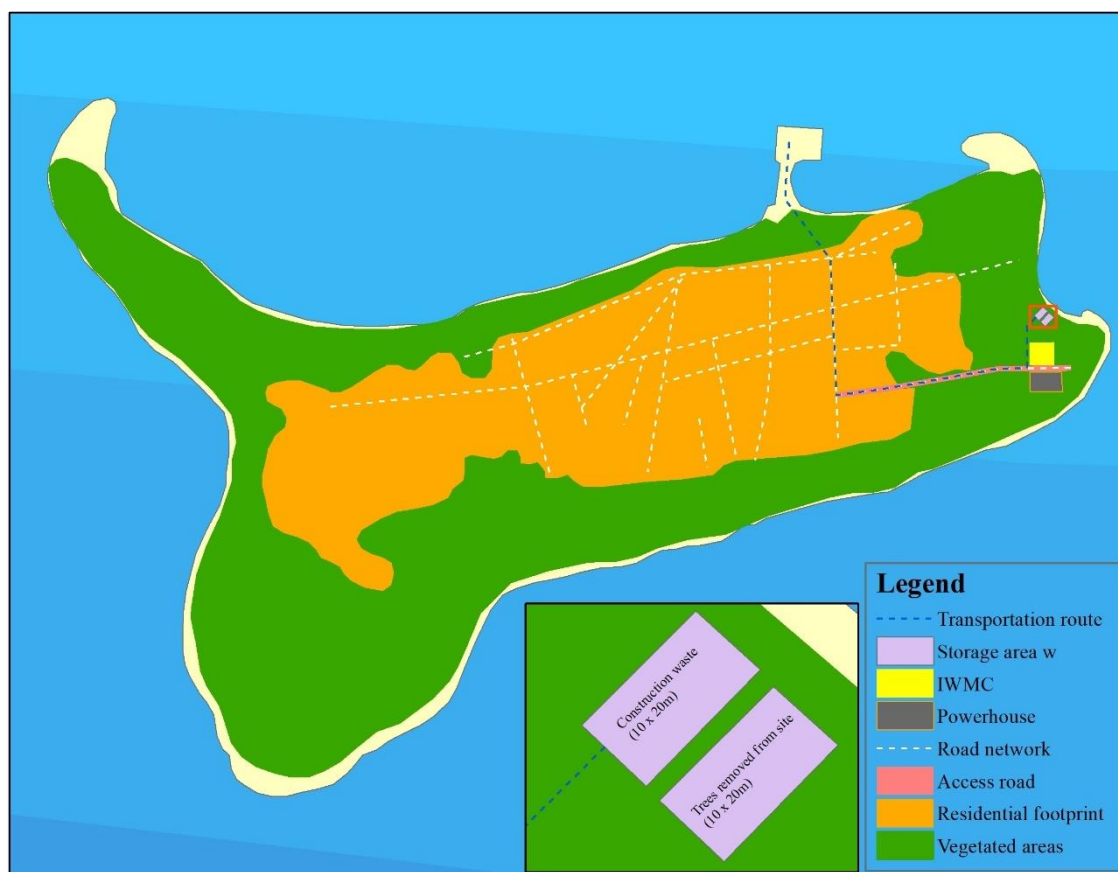 Construction waste
(10 x 20m)
Trees removed from site
(10 x 20m)
Legend
Transportation route
Storage area w
IWMC
Powerhouse
Road network
Access road
Residential footprint
Vegetated areas